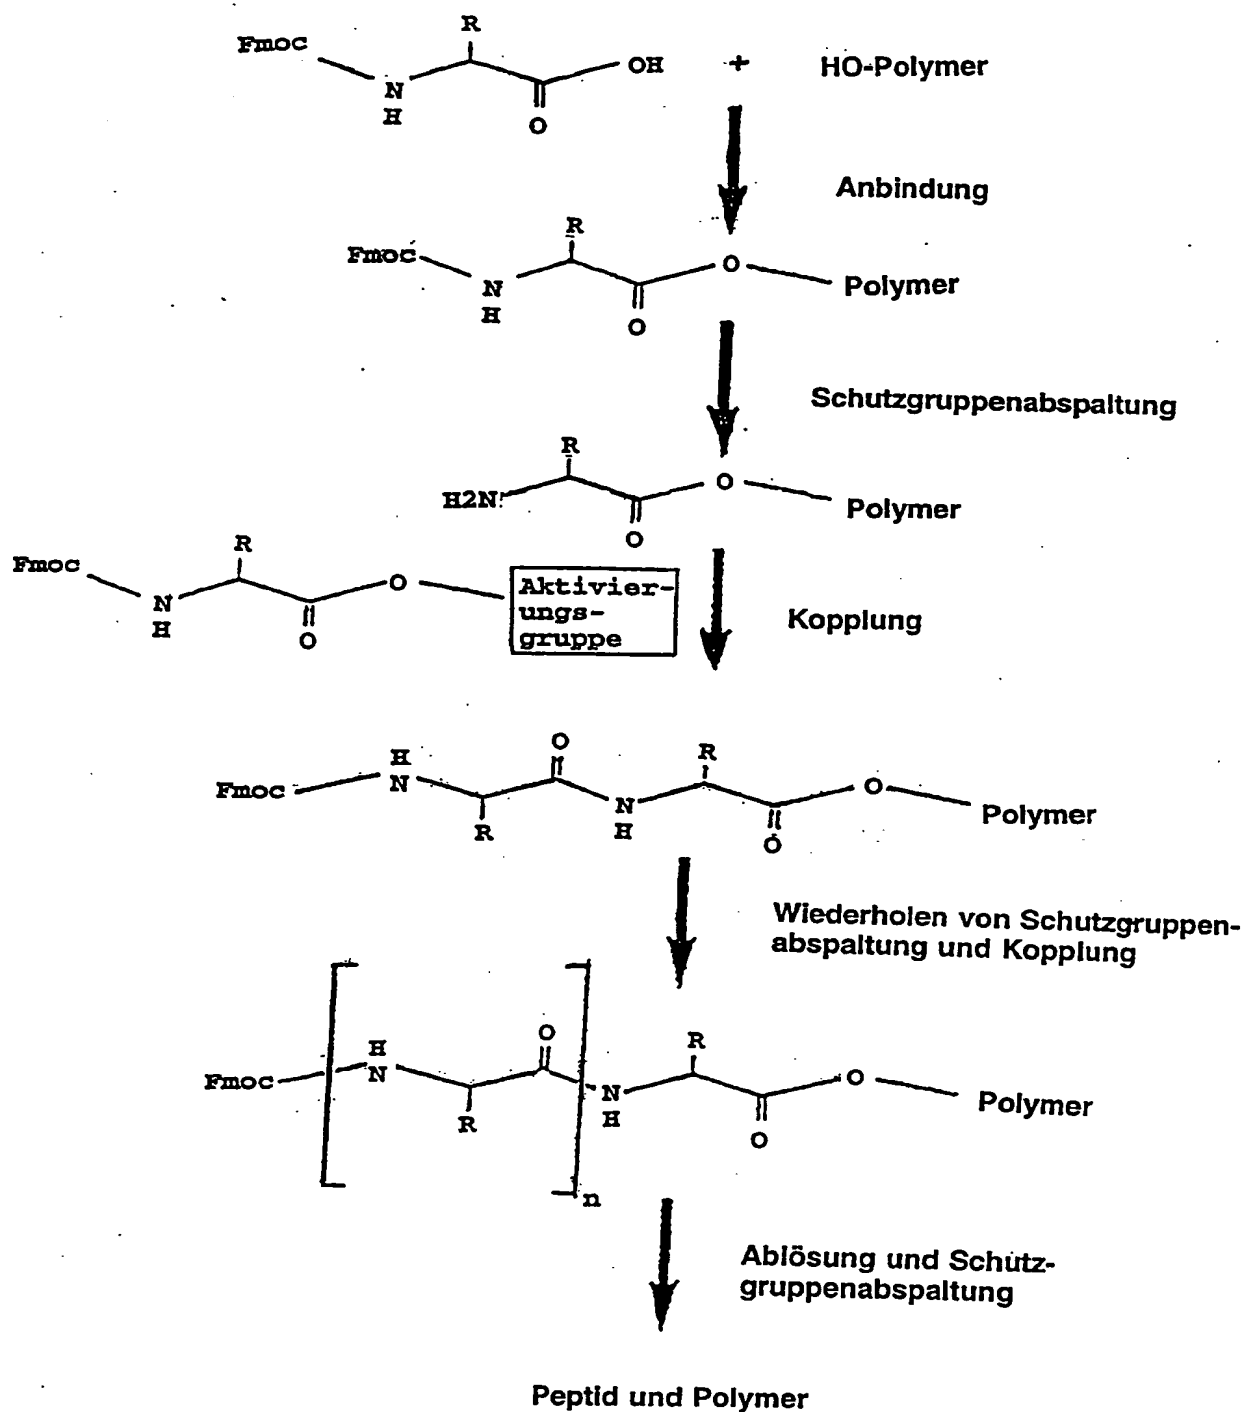 R
Fmoc
OH + HO-Polymer
N
H
O
Anbindung
R
Fmoc
O
Polymer
N
H
O
Schutzgruppenabspaltung
R
O
H2N
Polymer
O
R
Fmoc
O
N
H
O
Aktivier-
ungs-
gruppe
Kopplung
O
H
N
R
Fmoc
O
N
H
Polymer
R
O
Wiederholen von Schutzgruppen-
abspaltung und Kopplung
O
H
N
R
Fmoc
O
N
H
Polymer
R
O
n
Ablösung und Schutz-
gruppenabspaltung
Peptid und Polymer